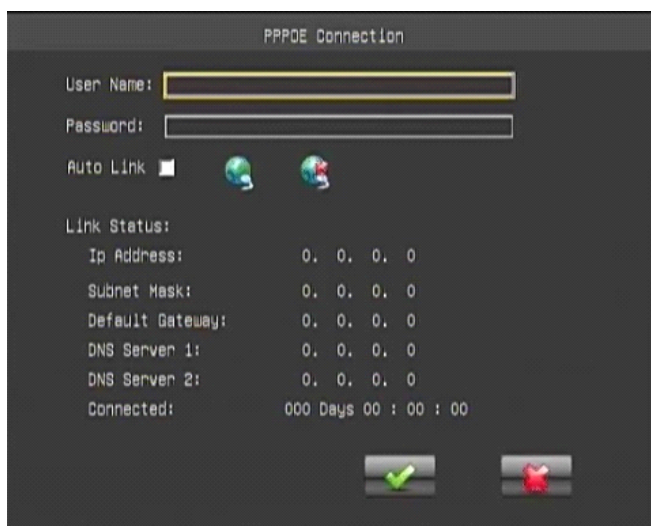 PPPOE Connection
User Name:
Password:
Auto Link
Link Status:
Ip Address: 0. 0. 0. 0
Subnet Mask: 0. 0. 0. 0
Default Gateway: 0. 0. 0. 0
DNS Server 1: 0. 0. 0. 0
DNS Server 2: 0. 0. 0. 0
Connected: 000 Days 00 : 00 : 00